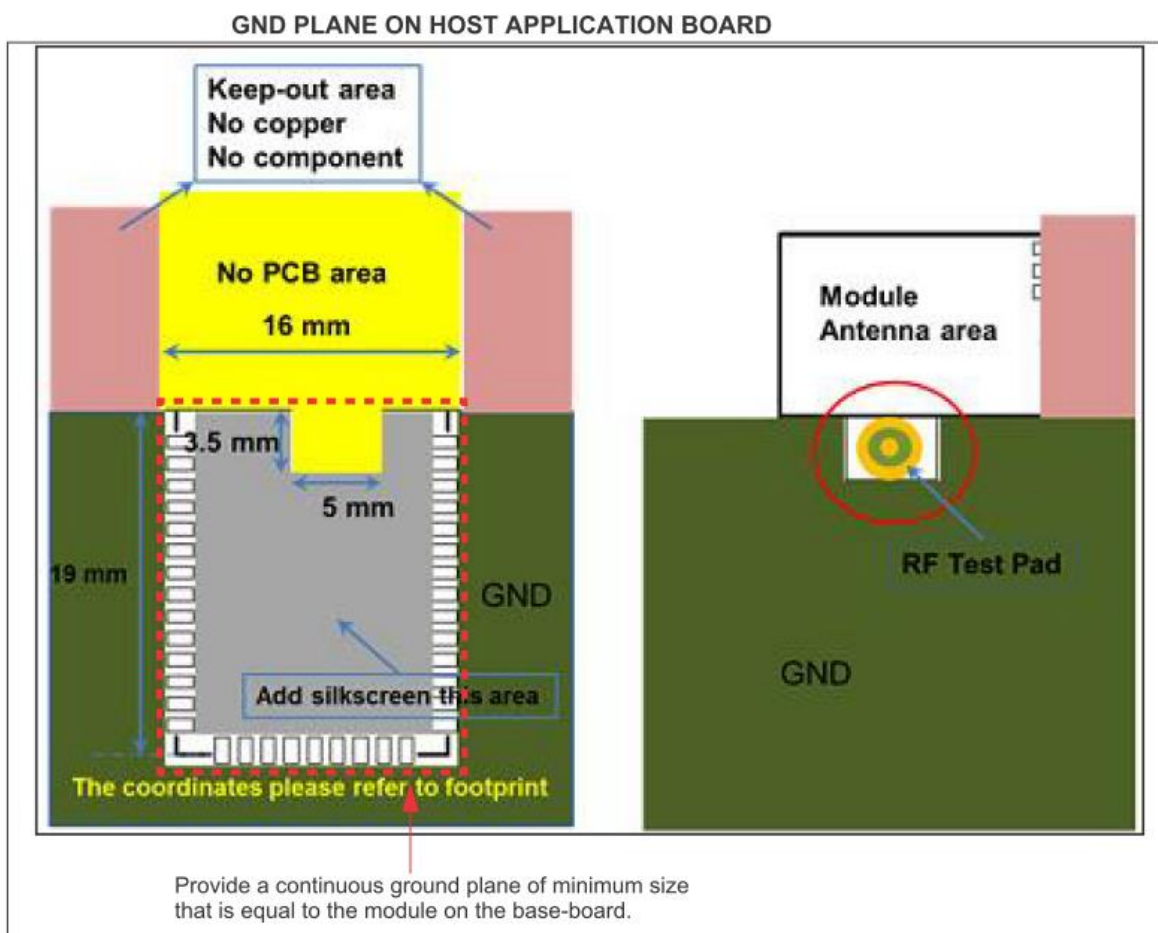 GND PLANE ON HOST APPLICATION BOARD
Keep-out area
No copper
No component
No PCB area
16 mm
3.5 mm
5 mm
19 mm
GND
Add silkscreen this area
The coordinates please refer to footprint
Module
Antenna area
RF Test Pad
GND
Provide a continuous ground plane of minimum size
that is equal to the module on the base-board.